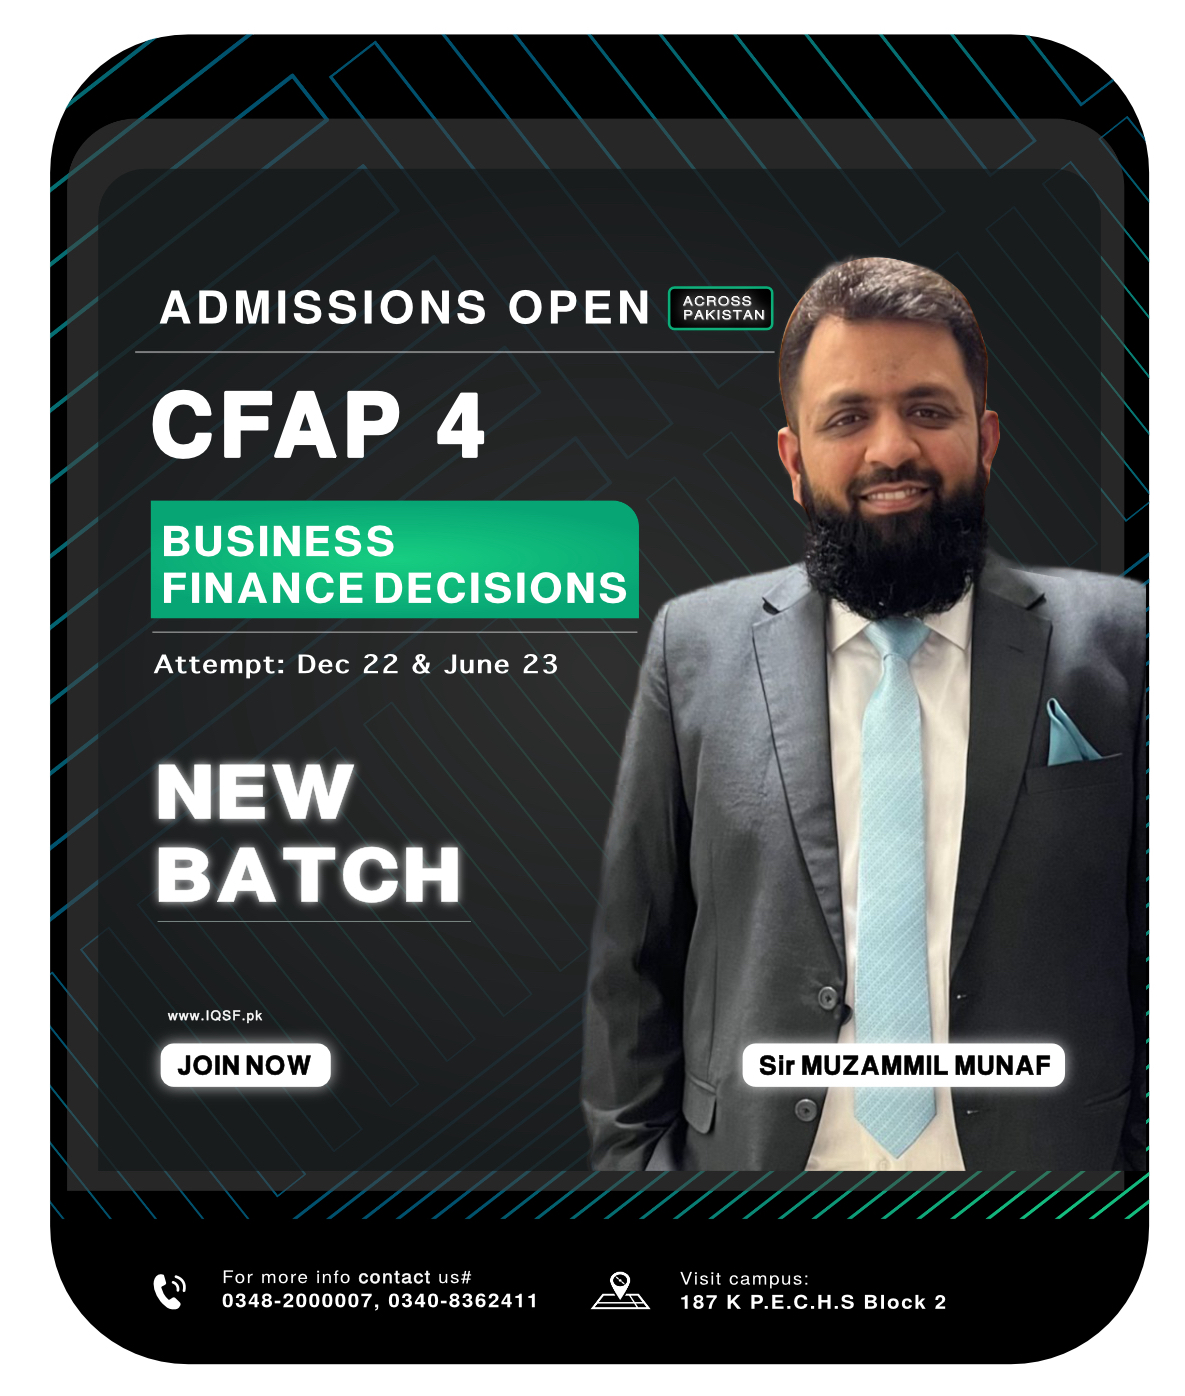 ADMISSIONS OPEN
ACROSS
PAKISTAN
CFAP 4
BUSINESS
FINANCE DECISIONS
Attempt: Dec 22 & June 23
NEW
BATCH
www.IQSF.pk
JOIN NOW
Sir MUZAMMIL MUNAF
For more info contact us#
0348-2000007, 0340-8362411
Visit campus:
187 K P.E.C.H.S Block 2